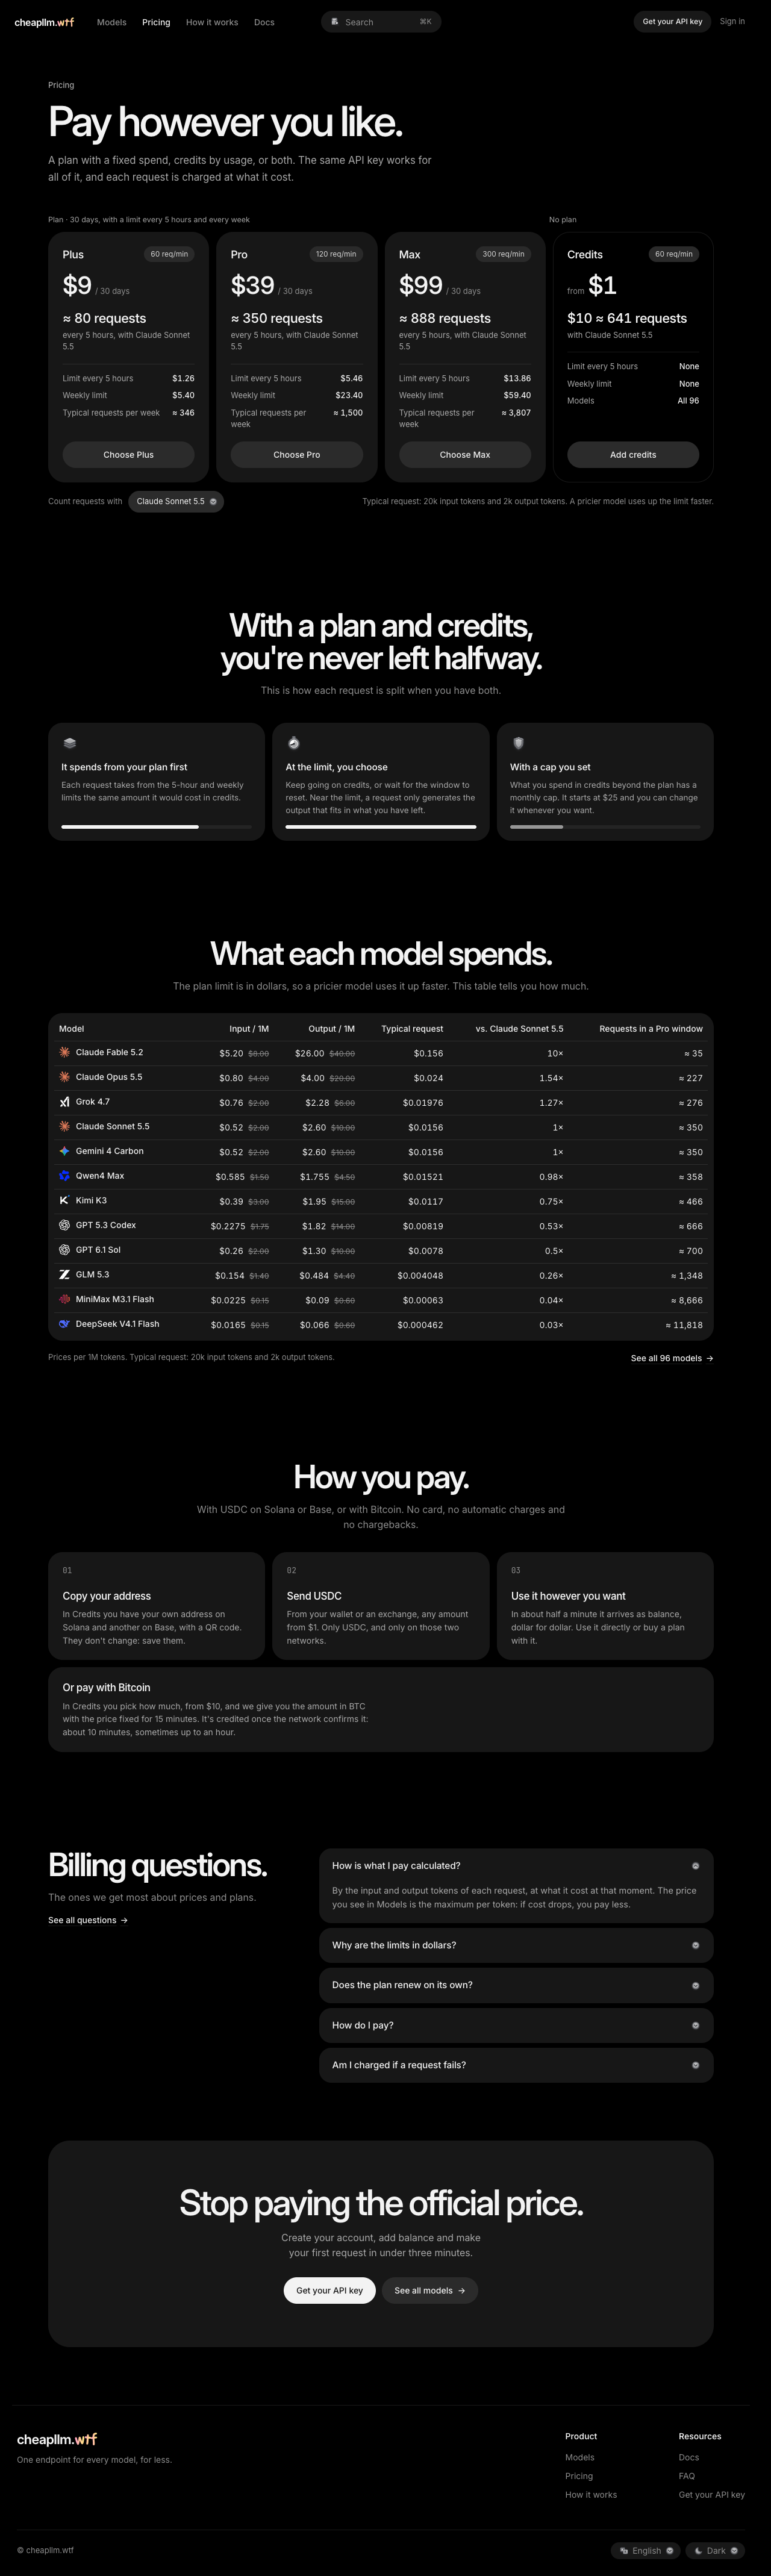 cheapllm.wtf
Models
Pricing
How it works
Docs
Search
⌘K
Get your API key
Sign in
Pricing
Pay however you like.
A plan with a fixed spend, credits by usage, or both. The same API key works for
all of it, and each request is charged at what it cost.
Plan · 30 days, with a limit every 5 hours and every week
No plan
Plus
60 req/min
$9 / 30 days
≈ 80 requests
every 5 hours, with Claude Sonnet
5.5
Limit every 5 hours $1.26
Weekly limit $5.40
Typical requests per week ≈ 346
Choose Plus
Pro
120 req/min
$39 / 30 days
≈ 350 requests
every 5 hours, with Claude Sonnet
5.5
Limit every 5 hours $5.46
Weekly limit $23.40
Typical requests per ≈ 1,500
week
Choose Pro
Max
300 req/min
$99 / 30 days
≈ 888 requests
every 5 hours, with Claude Sonnet
5.5
Limit every 5 hours $13.86
Weekly limit $59.40
Typical requests per ≈ 3,807
week
Choose Max
Credits
60 req/min
from $1
$10 ≈ 641 requests
with Claude Sonnet 5.5
Limit every 5 hours None
Weekly limit None
Models All 96
Add credits
Count requests with Claude Sonnet 5.5
Typical request: 20k input tokens and 2k output tokens. A pricier model uses up the limit faster.
With a plan and credits,
you're never left halfway.
This is how each request is split when you have both.
It spends from your plan first
Each request takes from the 5-hour and weekly
limits the same amount it would cost in credits.
At the limit, you choose
Keep going on credits, or wait for the window to
reset. Near the limit, a request only generates the
output that fits in what you have left.
With a cap you set
What you spend in credits beyond the plan has a
monthly cap. It starts at $25 and you can change
it whenever you want.
What each model spends.
The plan limit is in dollars, so a pricier model uses it up faster. This table tells you how much.
Model Input / 1M Output / 1M Typical request vs. Claude Sonnet 5.5 Requests in a Pro window
Claude Fable 5.2 $5.20 $8.00 $26.00 $40.00 $0.156 10× ≈ 35
Claude Opus 5.5 $0.80 $4.00 $4.00 $20.00 $0.024 1.54× ≈ 227
Grok 4.7 $0.76 $2.00 $2.28 $6.00 $0.01976 1.27× ≈ 276
Claude Sonnet 5.5 $0.52 $2.00 $2.60 $10.00 $0.0156 1× ≈ 350
Gemini 4 Carbon $0.52 $2.00 $2.60 $10.00 $0.0156 1× ≈ 350
Qwen4 Max $0.585 $1.50 $1.755 $4.50 $0.01521 0.98× ≈ 358
Kimi K3 $0.39 $3.00 $1.95 $15.00 $0.0117 0.75× ≈ 466
GPT 5.3 Codex $0.2275 $1.75 $1.82 $14.00 $0.00819 0.53× ≈ 666
GPT 6.1 Sol $0.26 $2.00 $1.30 $10.00 $0.0078 0.5× ≈ 700
GLM 5.3 $0.154 $1.40 $0.484 $4.40 $0.004048 0.26× ≈ 1,348
MiniMax M3.1 Flash $0.0225 $0.15 $0.09 $0.60 $0.00063 0.04× ≈ 8,666
DeepSeek V4.1 Flash $0.0165 $0.15 $0.066 $0.60 $0.000462 0.03× ≈ 11,818
Prices per 1M tokens. Typical request: 20k input tokens and 2k output tokens.
See all 96 models →
How you pay.
With USDC on Solana or Base, or with Bitcoin. No card, no automatic charges and
no chargebacks.
01
Copy your address
In Credits you have your own address on
Solana and another on Base, with a QR code.
They don't change: save them.
02
Send USDC
From your wallet or an exchange, any amount
from $1. Only USDC, and only on those two
networks.
03
Use it however you want
In about half a minute it arrives as balance,
dollar for dollar. Use it directly or buy a plan
with it.
Or pay with Bitcoin
In Credits you pick how much, from $10, and we give you the amount in BTC
with the price fixed for 15 minutes. It's credited once the network confirms it:
about 10 minutes, sometimes up to an hour.
Billing questions.
The ones we get most about prices and plans.
See all questions →
How is what I pay calculated?
By the input and output tokens of each request, at what it cost at that moment. The price
you see in Models is the maximum per token: if cost drops, you pay less.
Why are the limits in dollars?
Does the plan renew on its own?
How do I pay?
Am I charged if a request fails?
Stop paying the official price.
Create your account, add balance and make
your first request in under three minutes.
Get your API key
See all models →
cheapllm.wtf
One endpoint for every model, for less.
Product
Models
Pricing
How it works
Resources
Docs
FAQ
Get your API key
© cheapllm.wtf
English
Dark